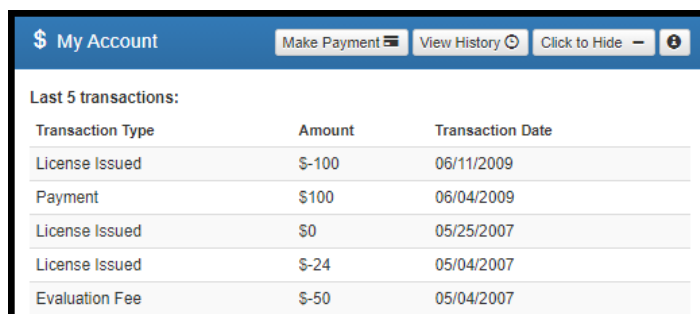 $ My Account Make Payment View History Click to Hide
Last 5 transactions:
Transaction Type Amount Transaction Date
License Issued $-100 06/11/2009
Payment $100 06/04/2009
License Issued $0 05/25/2007
License Issued $-24 05/04/2007
Evaluation Fee $-50 05/04/2007